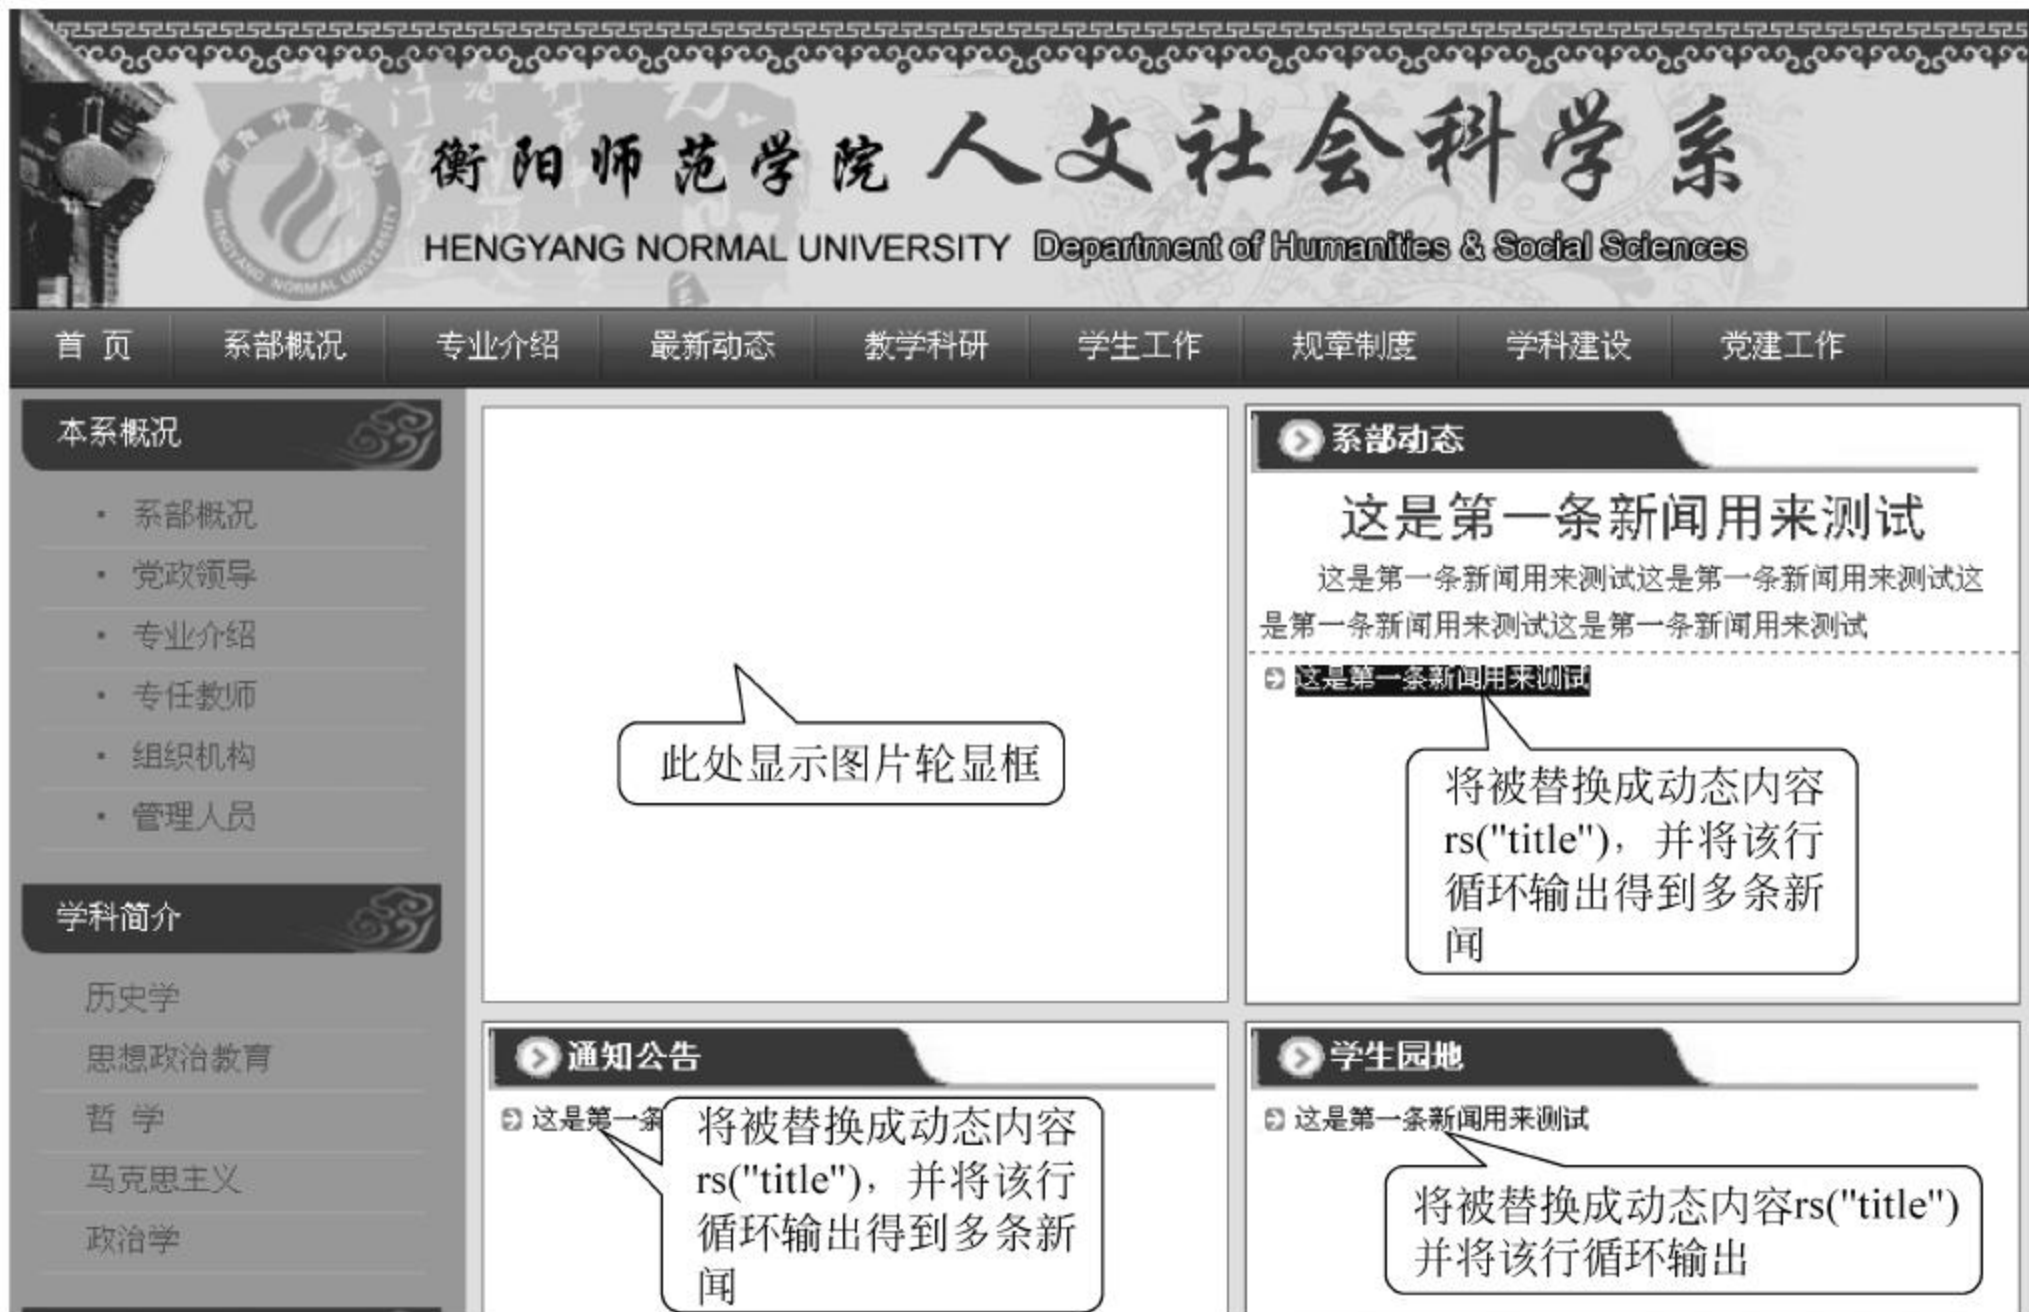 衡阳师范学院 人文社会科学系
HENGYANG NORMAL UNIVERSITY Department of Humanities & Social Sciences
HENGYANG NORMAL UNIVERSITY
首 页 系部概况 专业介绍 最新动态 教学科研 学生工作 规章制度 学科建设 党建工作
本系概况
· 系部概况
· 党政领导
· 专业介绍
· 专任教师
· 组织机构
· 管理人员
学科简介
历史学
思想政治教育
哲 学
马克思主义
政治学
此处显示图片轮显框
系部动态
这是第一条新闻用来测试
这是第一条新闻用来测试这是第一条新闻用来测试这
是第一条新闻用来测试这是第一条新闻用来测试
这是第一条新闻用来测试
将被替换成动态内容
rs("title")，并将该行
循环输出得到多条新
闻
通知公告
这是第一条
将被替换成动态内容
rs("title")，并将该行
循环输出得到多条新
闻
学生园地
这是第一条新闻用来测试
将被替换成动态内容rs("title")
并将该行循环输出